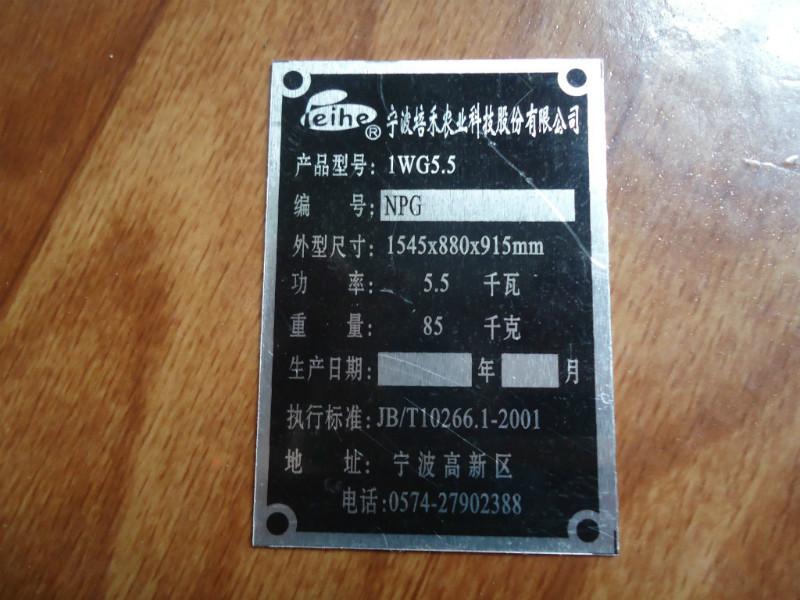 Peihe® 宁波培禾农业科技股份有限公司
产品型号: 1WG5.5
编 号: NPG
外型尺寸: 1545x880x915mm
功 率: 5.5 千瓦
重 量: 85 千克
生产日期: 年 月
执行标准: JB/T10266.1-2001
地 址: 宁波高新区
电话:0574-27902388